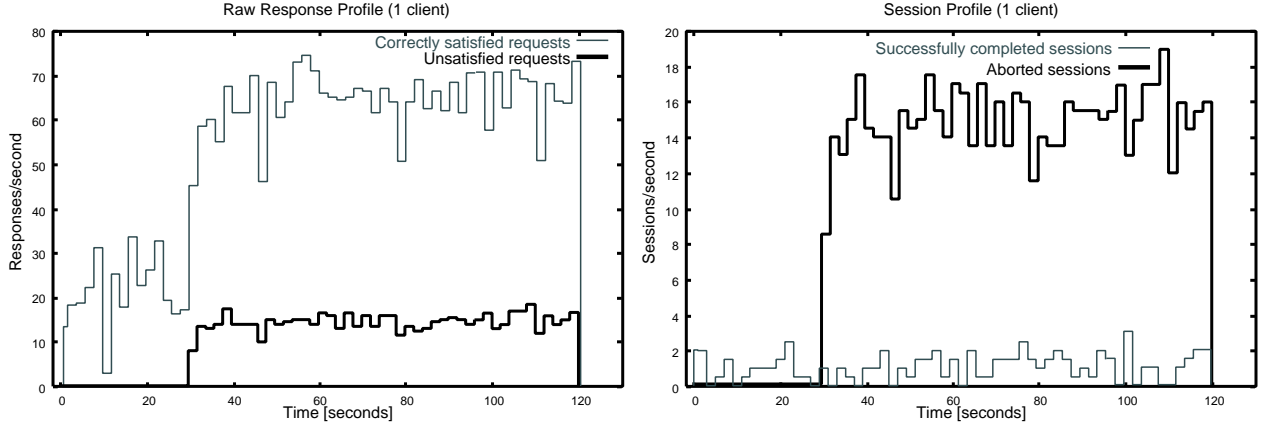 Raw Response Profile (1 client)
80
70
60
50
40
30
20
10
0
Responses/second
Correctly satisfied requests
Unsatisfied requests
0 20 40 60 80 100 120
Time [seconds]
Session Profile (1 client)
20
18
16
14
12
10
8
6
4
2
0
Sessions/second
Successfully completed sessions
Aborted sessions
0 20 40 60 80 100 120
Time [seconds]